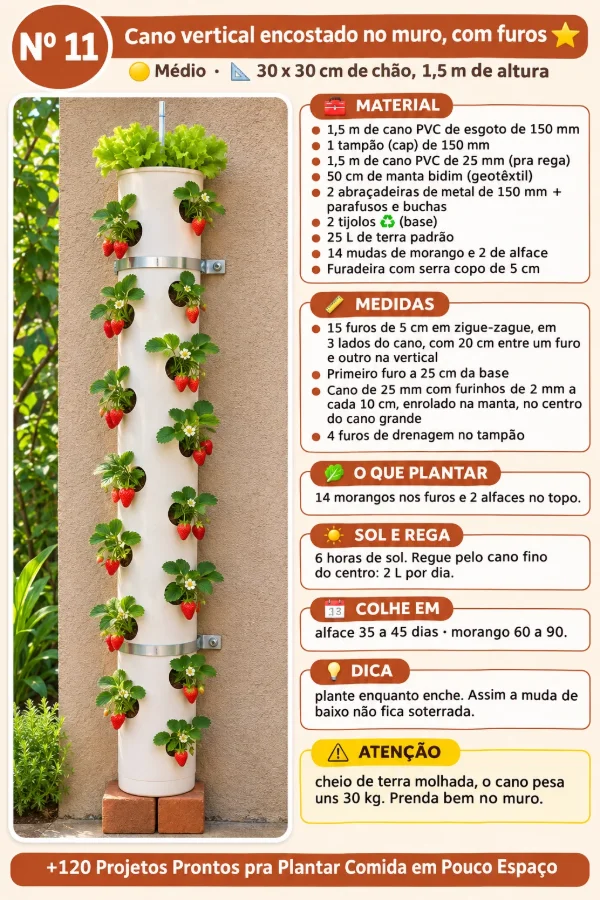 Nº 11
Cano vertical encostado no muro, com furos
Médio · 30 x 30 cm de chão, 1,5 m de altura
MATERIAL
1,5 m de cano PVC de esgoto de 150 mm
1 tampão (cap) de 150 mm
1,5 m de cano PVC de 25 mm (pra rega)
50 cm de manta bidim (geotêxtil)
2 abraçadeiras de metal de 150 mm +
parafusos e buchas
2 tijolos ♻ (base)
25 L de terra padrão
14 mudas de morango e 2 de alface
Furadeira com serra copo de 5 cm
MEDIDAS
15 furos de 5 cm em zigue-zague, em
3 lados do cano, com 20 cm entre um furo
e outro na vertical
Primeiro furo a 25 cm da base
Cano de 25 mm com furinhos de 2 mm a
cada 10 cm, enrolado na manta, no centro
do cano grande
4 furos de drenagem no tampão
O QUE PLANTAR
14 morangos nos furos e 2 alfaces no topo.
SOL E REGA
6 horas de sol. Regue pelo cano fino
do centro: 2 L por dia.
COLHE EM
alface 35 a 45 dias · morango 60 a 90.
DICA
plante enquanto enche. Assim a muda de
baixo não fica soterrada.
ATENÇÃO
cheio de terra molhada, o cano pesa
uns 30 kg. Prenda bem no muro.
+120 Projetos Prontos pra Plantar Comida em Pouco Espaço